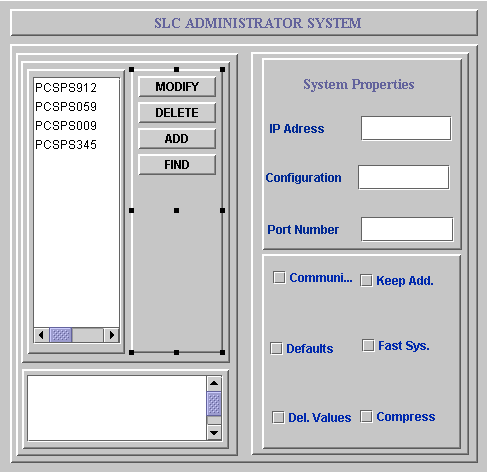 SLC ADMINISTRATOR SYSTEM
PCSPS912
PCSPS059
PCSPS009
PCSPS345
MODIFY
DELETE
ADD
FIND
System Properties
IP Adress
Configuration
Port Number
Communi... Keep Add.
Defaults Fast Sys.
Del. Values Compress